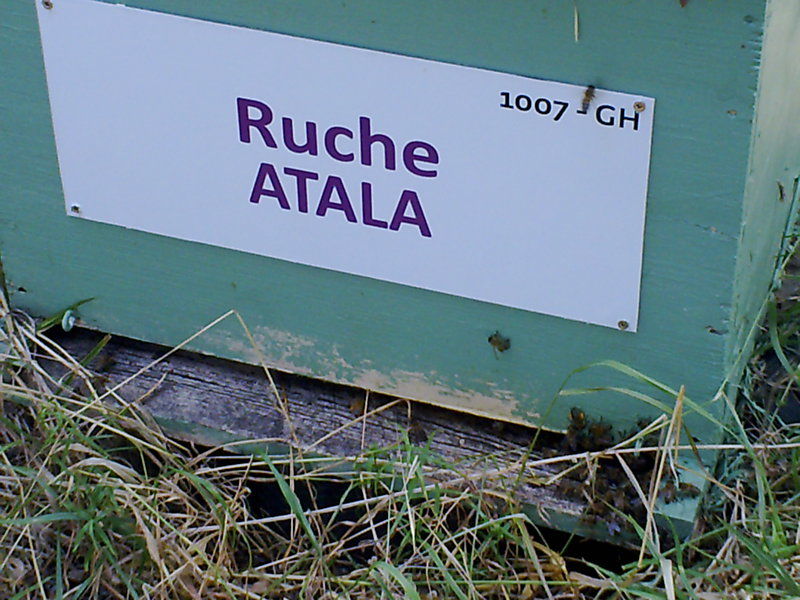 1007 - GH
Ruche
ATALA